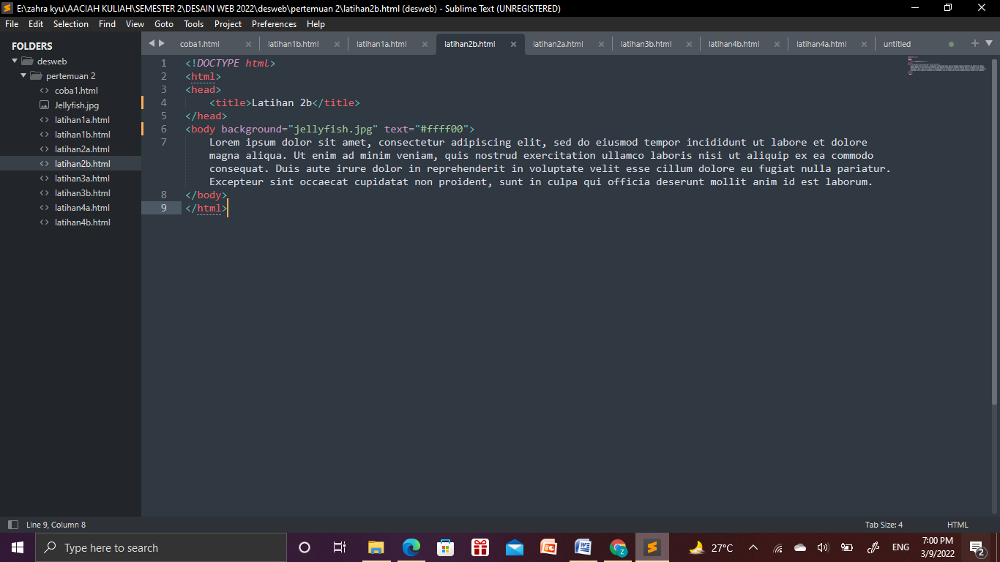 E:\zahra kyu\AACIAH KULIAH\SEMESTER 2\DESAIN WEB 2022\desweb\pertemuan 2\latihan2b.html (desweb) - Sublime Text (UNREGISTERED)
File Edit Selection Find View Goto Tools Project Preferences Help
FOLDERS
desweb
pertemuan 2
coba1.html
Jellyfish.jpg
latihan1a.html
latihan1b.html
latihan2a.html
latihan2b.html
latihan3a.html
latihan3b.html
latihan4a.html
latihan4b.html
coba1.html latihan1b.html latihan1a.html latihan2b.html latihan2a.html latihan3b.html latihan4b.html latihan4a.html untitled
1 <!DOCTYPE html>
2 <html>
3 <head>
4 <title>Latihan 2b</title>
5 </head>
6 <body background="jellyfish.jpg" text="#ffff00">
7 Lorem ipsum dolor sit amet, consectetur adipiscing elit, sed do eiusmod tempor incididunt ut labore et dolore
magna aliqua. Ut enim ad minim veniam, quis nostrud exercitation ullamco laboris nisi ut aliquip ex ea commodo
consequat. Duis aute irure dolor in reprehenderit in voluptate velit esse cillum dolore eu fugiat nulla pariatur.
Excepteur sint occaecat cupidatat non proident, sunt in culpa qui officia deserunt mollit anim id est laborum.
8 </body>
9 </html>
Line 9, Column 8
Tab Size: 4 HTML
Type here to search
27°C
ENG
7:00 PM
3/9/2022
2